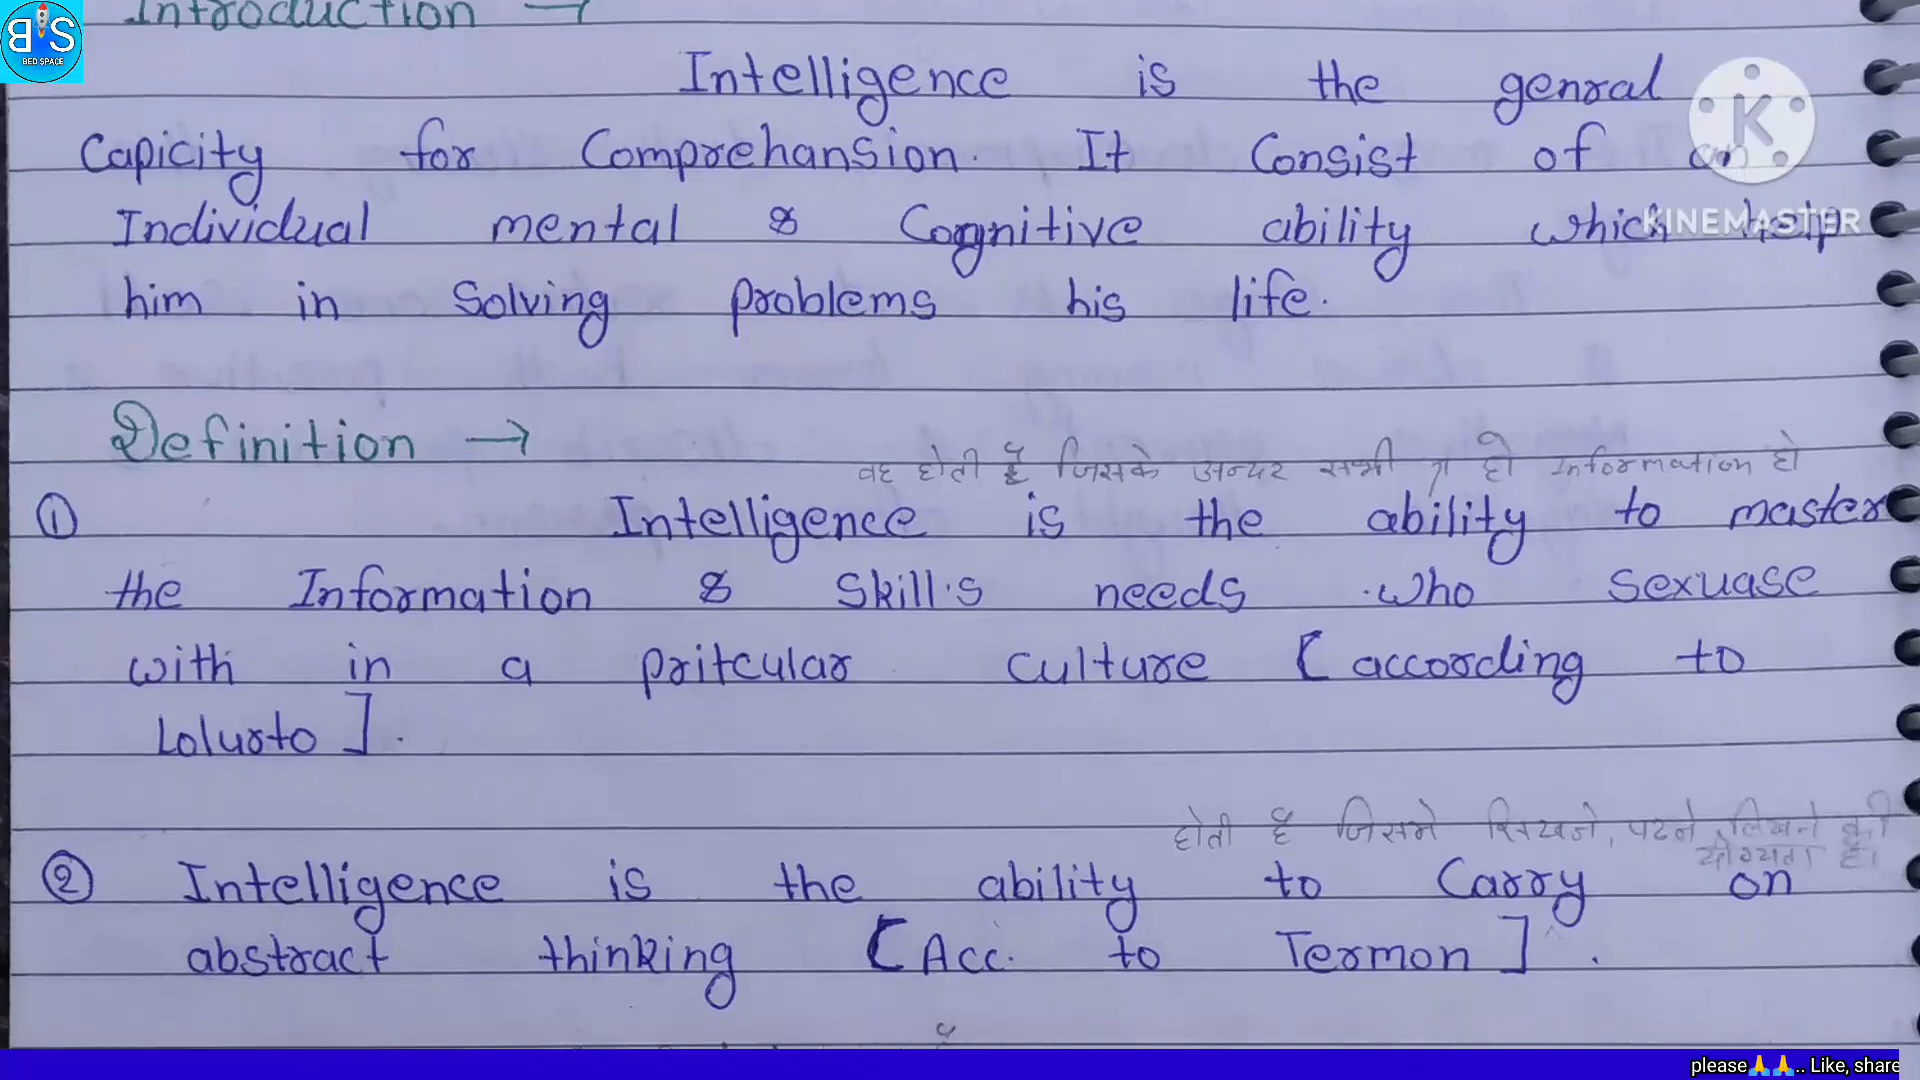 Introduction →
BS
BED SPACE
Intelligence is the genral
Capicity for Comprehansion. It Consist of an
KINEMASTER
Individual mental & Cognitive ability which help
him in Solving problems his life.
Definition →
वह होती है जिसके अन्दर सभी हो Information हो
① Intelligence is the ability to master
the Information & Skill's needs who sexuase
with in a pritcular culture [according to
Lolurto].
होती है जिसमे सिखने, पढने, लिखने की
योग्यता है।
② Intelligence is the ability to Carry on
abstract thinking [Acc. to Termon].
please🙏🙏.. Like, share